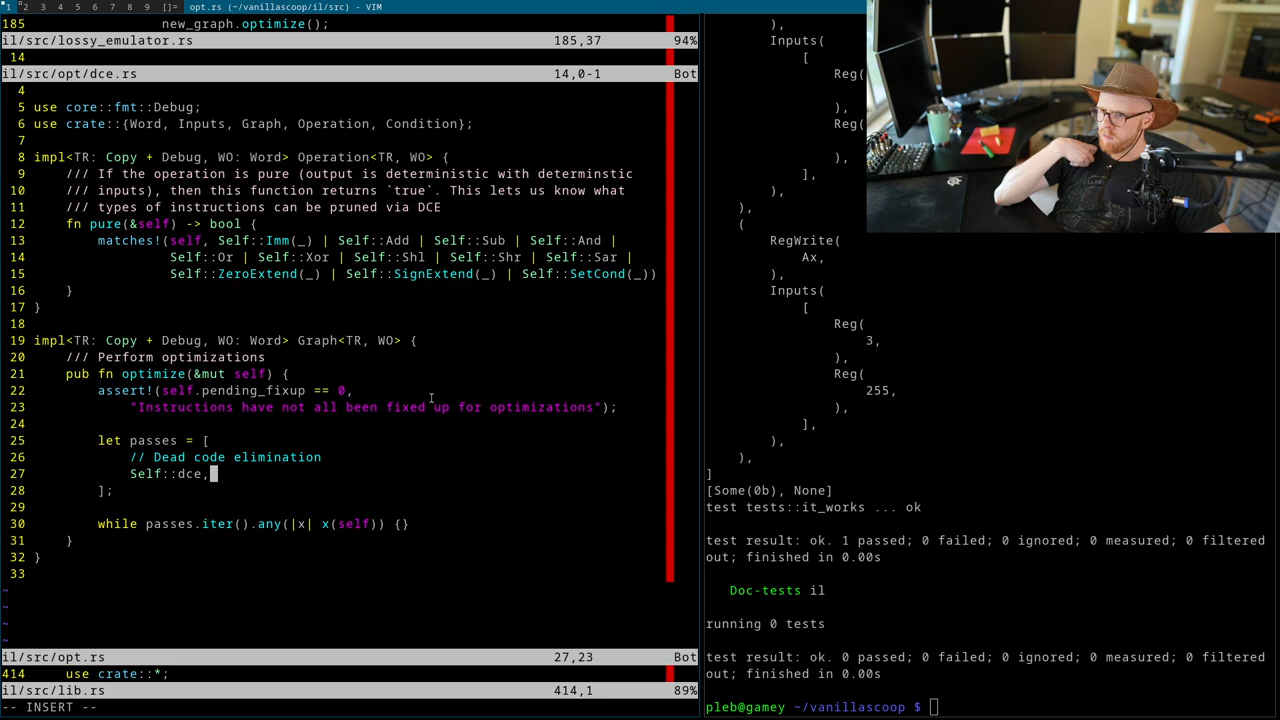 1 2 3 4 5 6 7 8 9 []= opt.rs (~/vanillascoop/il/src) - VIM
185 new_graph.optimize();
il/src/lossy_emulator.rs 185,37 94%
14
il/src/opt/dce.rs 14,0-1 Bot
4
5 use core::fmt::Debug;
6 use crate::{Word, Inputs, Graph, Operation, Condition};
7
8 impl<TR: Copy + Debug, WO: Word> Operation<TR, WO> {
9 /// If the operation is pure (output is deterministic with determinstic
10 /// inputs), then this function returns `true`. This lets us know what
11 /// types of instructions can be pruned via DCE
12 fn pure(&self) -> bool {
13 matches!(self, Self::Imm(_) | Self::Add | Self::Sub | Self::And |
14 Self::Or | Self::Xor | Self::Shl | Self::Shr | Self::Sar |
15 Self::ZeroExtend(_) | Self::SignExtend(_) | Self::SetCond(_))
16 }
17 }
18
19 impl<TR: Copy + Debug, WO: Word> Graph<TR, WO> {
20 /// Perform optimizations
21 pub fn optimize(&mut self) {
22 assert!(self.pending_fixup == 0,
23 "Instructions have not all been fixed up for optimizations");
24
25 let passes = [
26 // Dead code elimination
27 Self::dce,
28 ];
29
30 while passes.iter().any(|x| x(self)) {}
31 }
32 }
33
~
~
~
~
il/src/opt.rs 27,23 Bot
414 use crate::*;
il/src/lib.rs 414,1 89%
-- INSERT --
),
Inputs(
[
Reg(
),
Reg(
),
],
),
),
(
RegWrite(
Ax,
),
Inputs(
[
Reg(
3,
),
Reg(
255,
),
],
),
),
]
[Some(0b), None]
test tests::it_works ... ok
test result: ok. 1 passed; 0 failed; 0 ignored; 0 measured; 0 filtered
out; finished in 0.00s
Doc-tests il
running 0 tests
test result: ok. 0 passed; 0 failed; 0 ignored; 0 measured; 0 filtered
out; finished in 0.00s
pleb@gamey ~/vanillascoop $